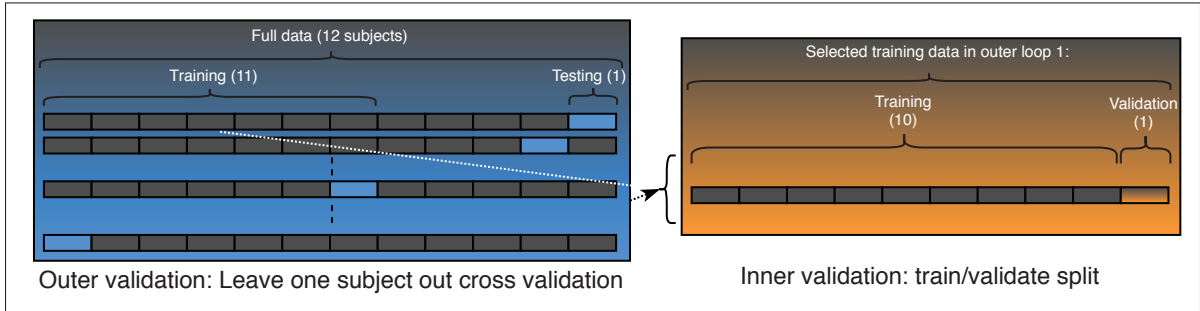 Full data (12 subjects)
Training (11)
Testing (1)
Outer validation: Leave one subject out cross validation
Selected training data in outer loop 1:
Training
(10)
Validation
(1)
Inner validation: train/validate split